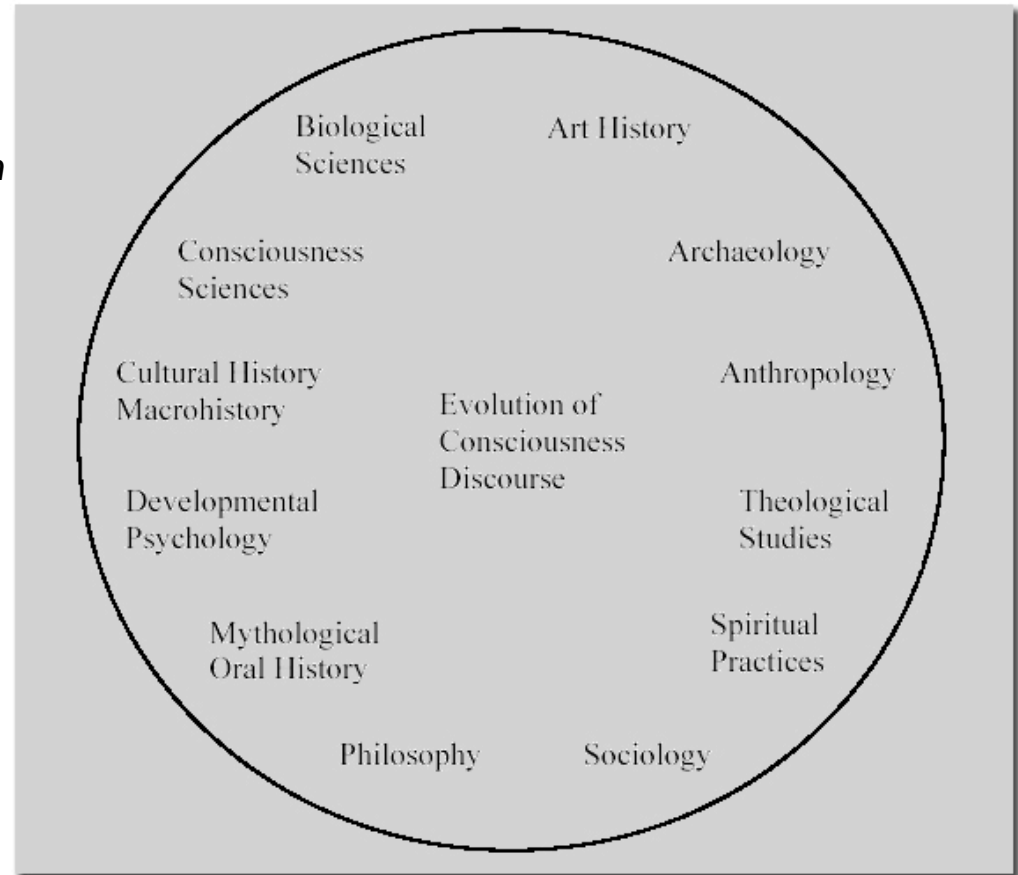 Biological
Sciences
Art History
Consciousness
Sciences
Archaeology
Cultural History
Macrohistory
Anthropology
Evolution of
Consciousness
Discourse
Developmental
Psychology
Theological
Studies
Mythological
Oral History
Spiritual
Practices
Philosophy
Sociology